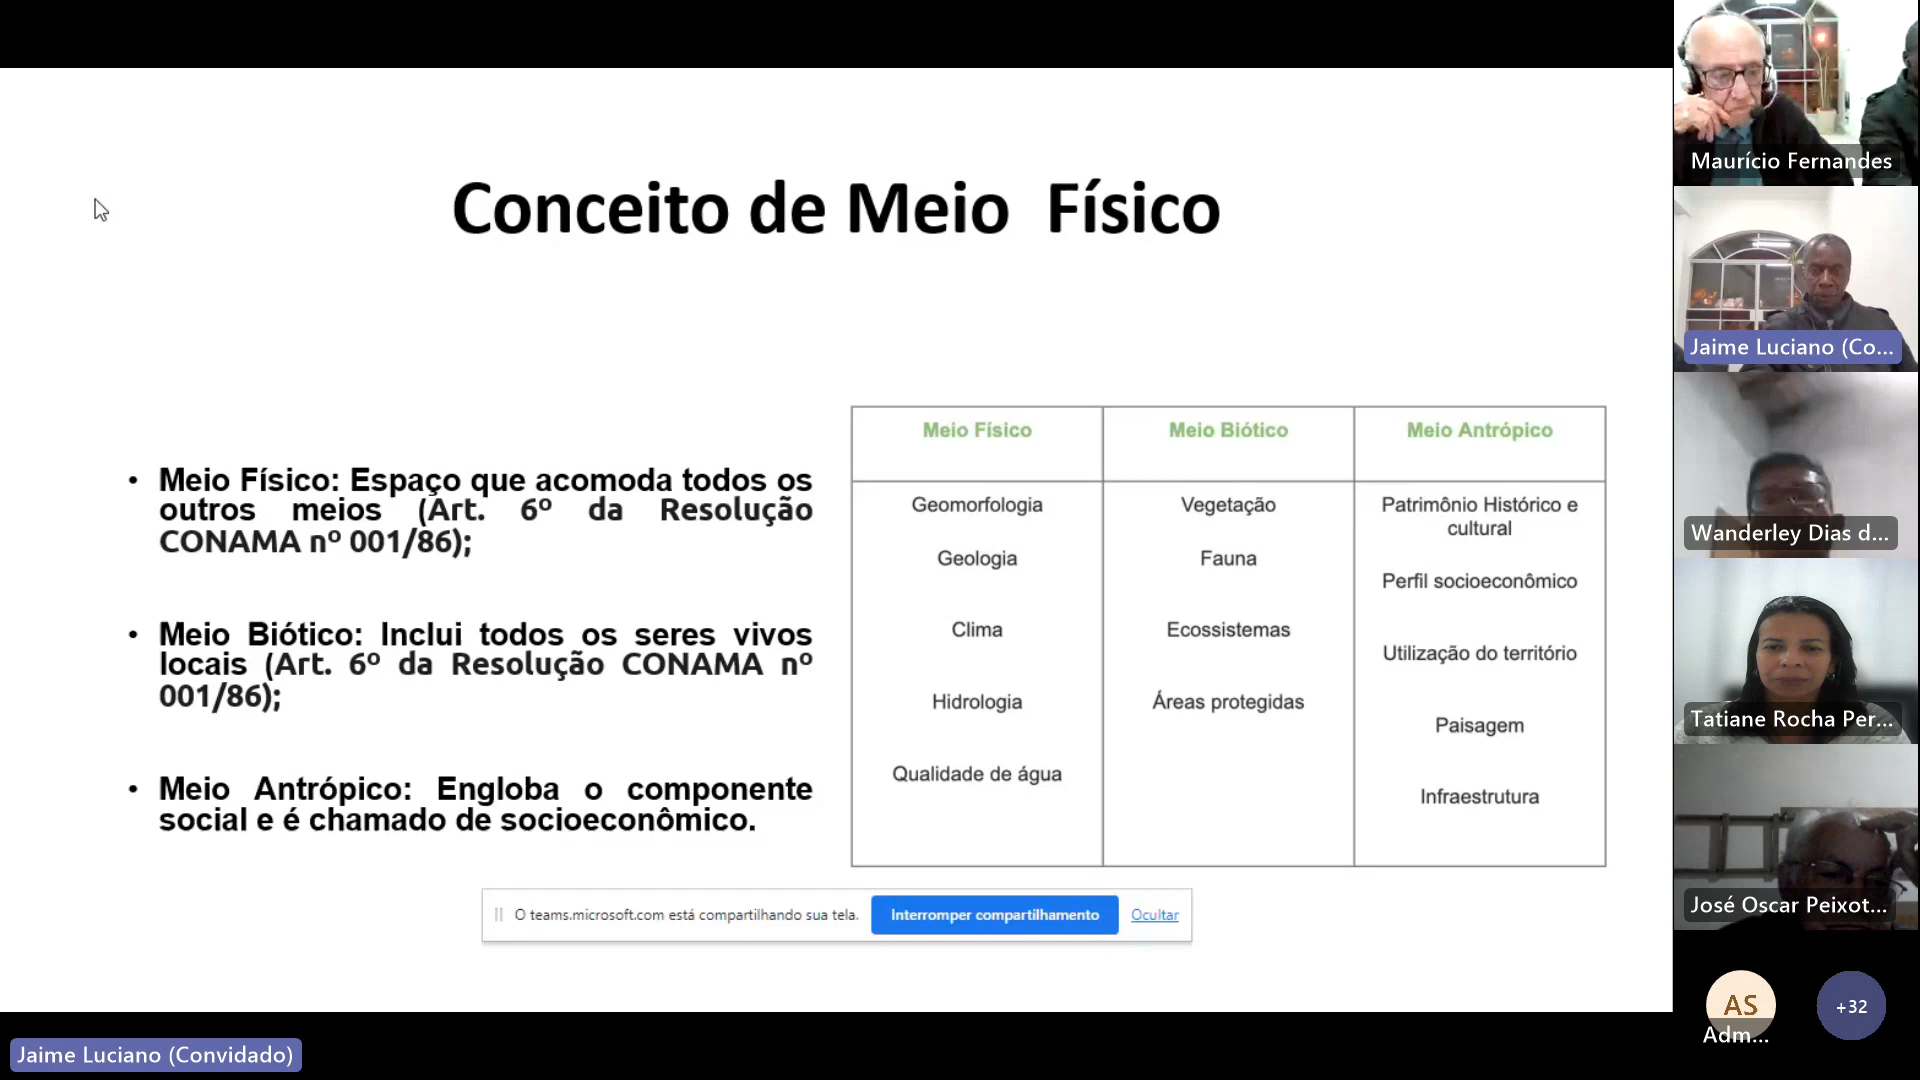 Conceito de Meio Físico
• Meio Físico: Espaço que acomoda todos os
outros meios (Art. 6º da Resolução
CONAMA nº 001/86);
• Meio Biótico: Inclui todos os seres vivos
locais (Art. 6º da Resolução CONAMA nº
001/86);
• Meio Antrópico: Engloba o componente
social e é chamado de socioeconômico.
Meio Físico
Geomorfologia
Geologia
Clima
Hidrologia
Qualidade de água
Meio Biótico
Vegetação
Fauna
Ecossistemas
Áreas protegidas
Meio Antrópico
Patrimônio Histórico e
cultural
Perfil socioeconômico
Utilização do território
Paisagem
Infraestrutura
O teams.microsoft.com está compartilhando sua tela.
Interromper compartilhamento
Ocultar
Maurício Fernandes
Jaime Luciano (Co...
Wanderley Dias d...
Tatiane Rocha Per...
José Oscar Peixot...
AS
Adm...
+32
Jaime Luciano (Convidado)